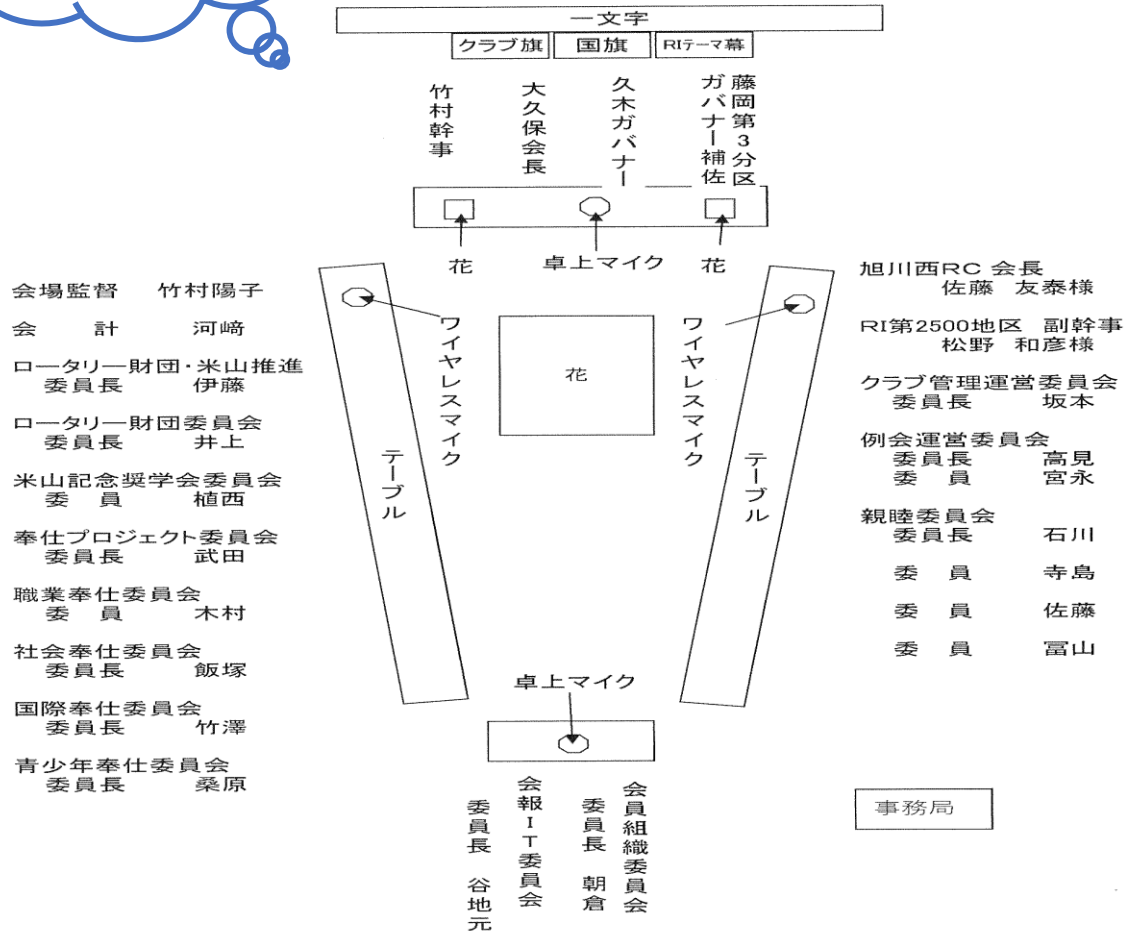 一文字
クラブ旗
国旗
RIテーマ幕
竹村幹事
大久保会長
久木ガバナー
藤岡第3分区
ガバナー補佐
花
卓上マイク
花
会場監督 竹村陽子
会 計 河﨑
ロータリー財団・米山推進
委員長 伊藤
ロータリー財団委員会
委員長 井上
米山記念奨学会委員会
委 員 植西
奉仕プロジェクト委員会
委員長 武田
職業奉仕委員会
委 員 木村
社会奉仕委員会
委員長 飯塚
国際奉仕委員会
委員長 竹澤
青少年奉仕委員会
委員長 桑原
ワイヤレスマイク
テーブル
花
ワイヤレスマイク
テーブル
旭川西RC 会長
佐藤 友泰様
RI第2500地区 副幹事
松野 和彦様
クラブ管理運営委員会
委員長 坂本
例会運営委員会
委員長 高見
委 員 宮永
親睦委員会
委員長 石川
委 員 寺島
委 員 佐藤
委 員 冨山
卓上マイク
会報IT委員会
委員長 谷地元
会員組織委員会
委員長 朝倉
事務局